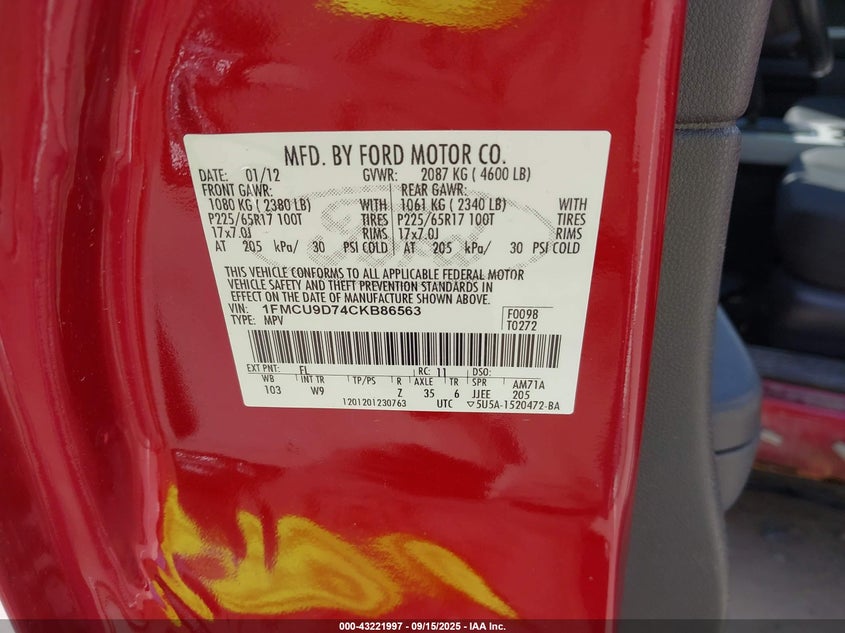 MFD. BY FORD MOTOR CO.
DATE: 01/12 GVWR: 2087 KG ( 4600 LB)
FRONT GAWR: REAR GAWR:
1080 KG ( 2380 LB) WITH 1061 KG ( 2340 LB) WITH
P225/65R17 100T TIRES P225/65R17 100T TIRES
17x7.0J RIMS 17x7.0J RIMS
AT 205 kPa/ 30 PSI COLD AT 205 kPa/ 30 PSI COLD
THIS VEHICLE CONFORMS TO ALL APPLICABLE FEDERAL MOTOR
VEHICLE SAFETY AND THEFT PREVENTION STANDARDS IN
EFFECT ON THE DATE OF MANUFACTURE SHOWN ABOVE.
VIN: 1FMCU9D74CKB86563 F0098
TYPE: MPV T0272
EXT PNT: FL RC: 11 DSO:
WB INT TR TP/PS R AXLE TR SPR AM71A
103 W9 Z 35 6 JJEE 205
1201201230763 UTC ▽5U5A-1520472-BA
000-43221997 - 09/15/2025 - IAA Inc.